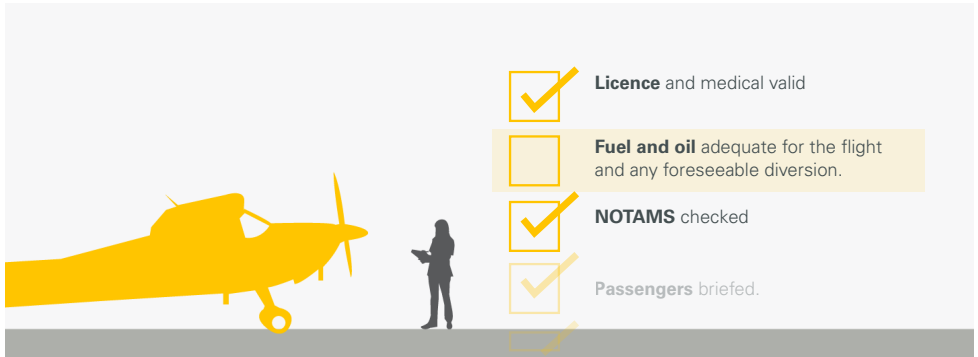 Licence and medical valid
Fuel and oil adequate for the flight
and any foreseeable diversion.
NOTAMS checked
Passengers briefed.